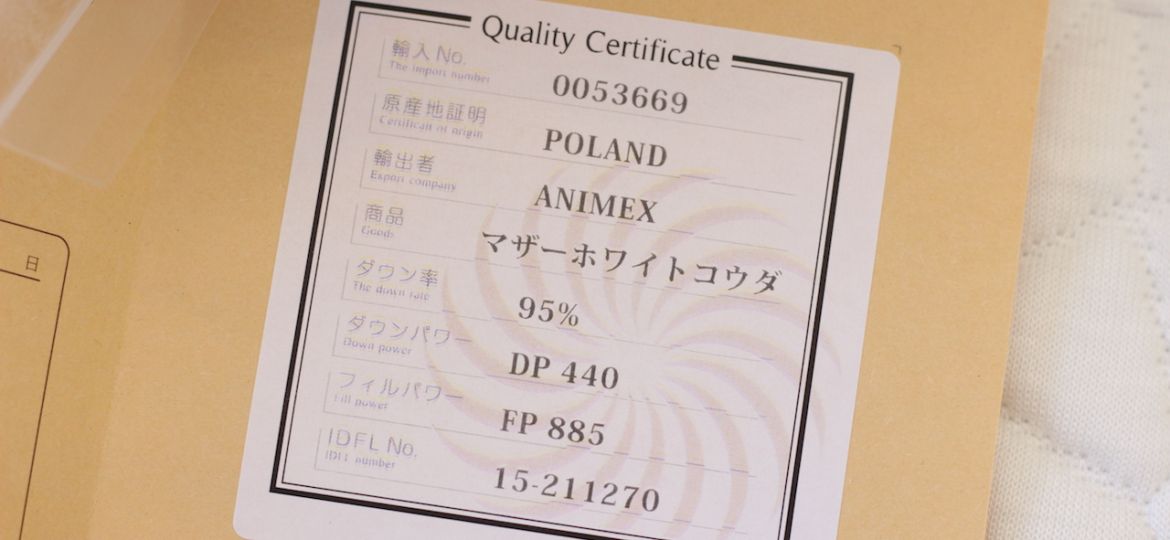 Quality Certificate
輸入No.
The import number
0053669
原産地証明
Certificait of origin
POLAND
輸出者
Export company
ANIMEX
商品
Goods
マザーホワイトコウダ
ダウン率
The down rate
95%
ダウンパワー
Down power
DP 440
フィルパワー
Fill power
FP 885
IDFL No.
IDFL number
15-211270
日